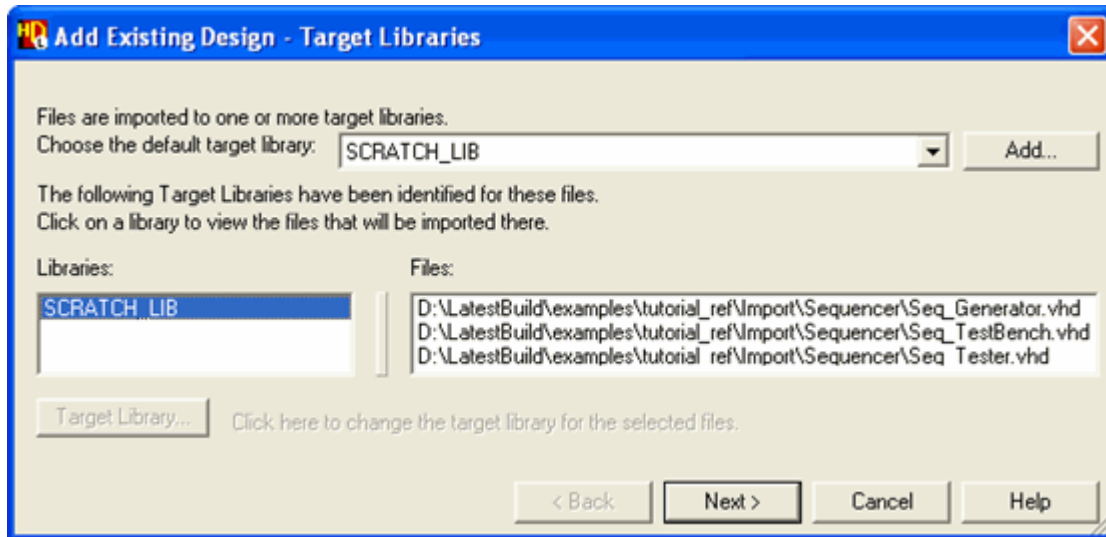 Add Existing Design - Target Libraries
Files are imported to one or more target libraries.
Choose the default target library: SCRATCH_LIB Add...
The following Target Libraries have been identified for these files.
Click on a library to view the files that will be imported there.
Libraries: Files:
SCRATCH_LIB
D:\LatestBuild\examples\tutorial_ref\Import\Sequencer\Seq_Generator.vhd
D:\LatestBuild\examples\tutorial_ref\Import\Sequencer\Seq_TestBench.vhd
D:\LatestBuild\examples\tutorial_ref\Import\Sequencer\Seq_Tester.vhd
Target Library... Click here to change the target library for the selected files.
< Back Next > Cancel Help